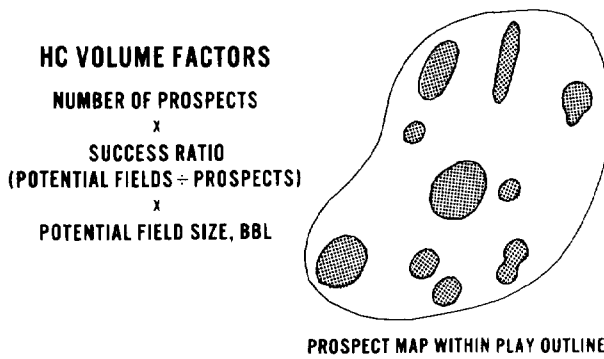 HC VOLUME FACTORS
NUMBER OF PROSPECTS
x
SUCCESS RATIO
(POTENTIAL FIELDS ÷ PROSPECTS)
x
POTENTIAL FIELD SIZE, BBL
PROSPECT MAP WITHIN PLAY OUTLINE